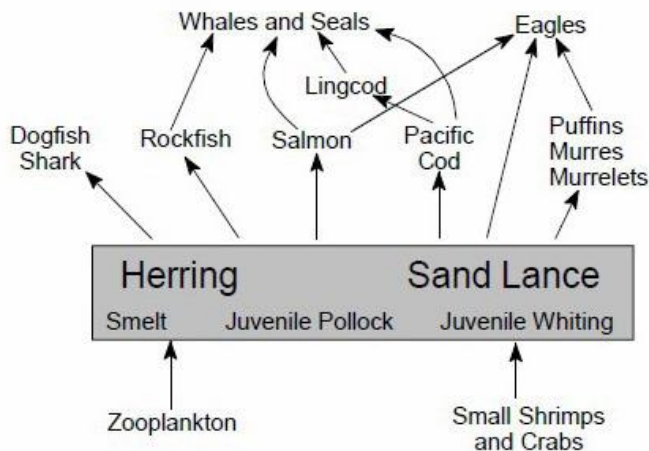 Whales and Seals
Eagles
Lingcod
Dogfish
Shark
Rockfish
Salmon
Pacific
Cod
Puffins
Murres
Murrelets
Herring
Sand Lance
Smelt
Juvenile Pollock
Juvenile Whiting
Zooplankton
Small Shrimps
and Crabs